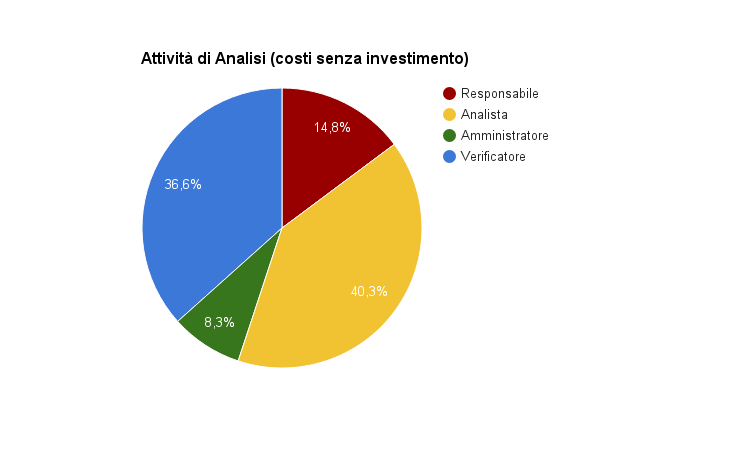 Attività di Analisi (costi senza investimento)
Responsabile
Analista
Amministratore
Verificatore
14,8%
36,6%
40,3%
8,3%